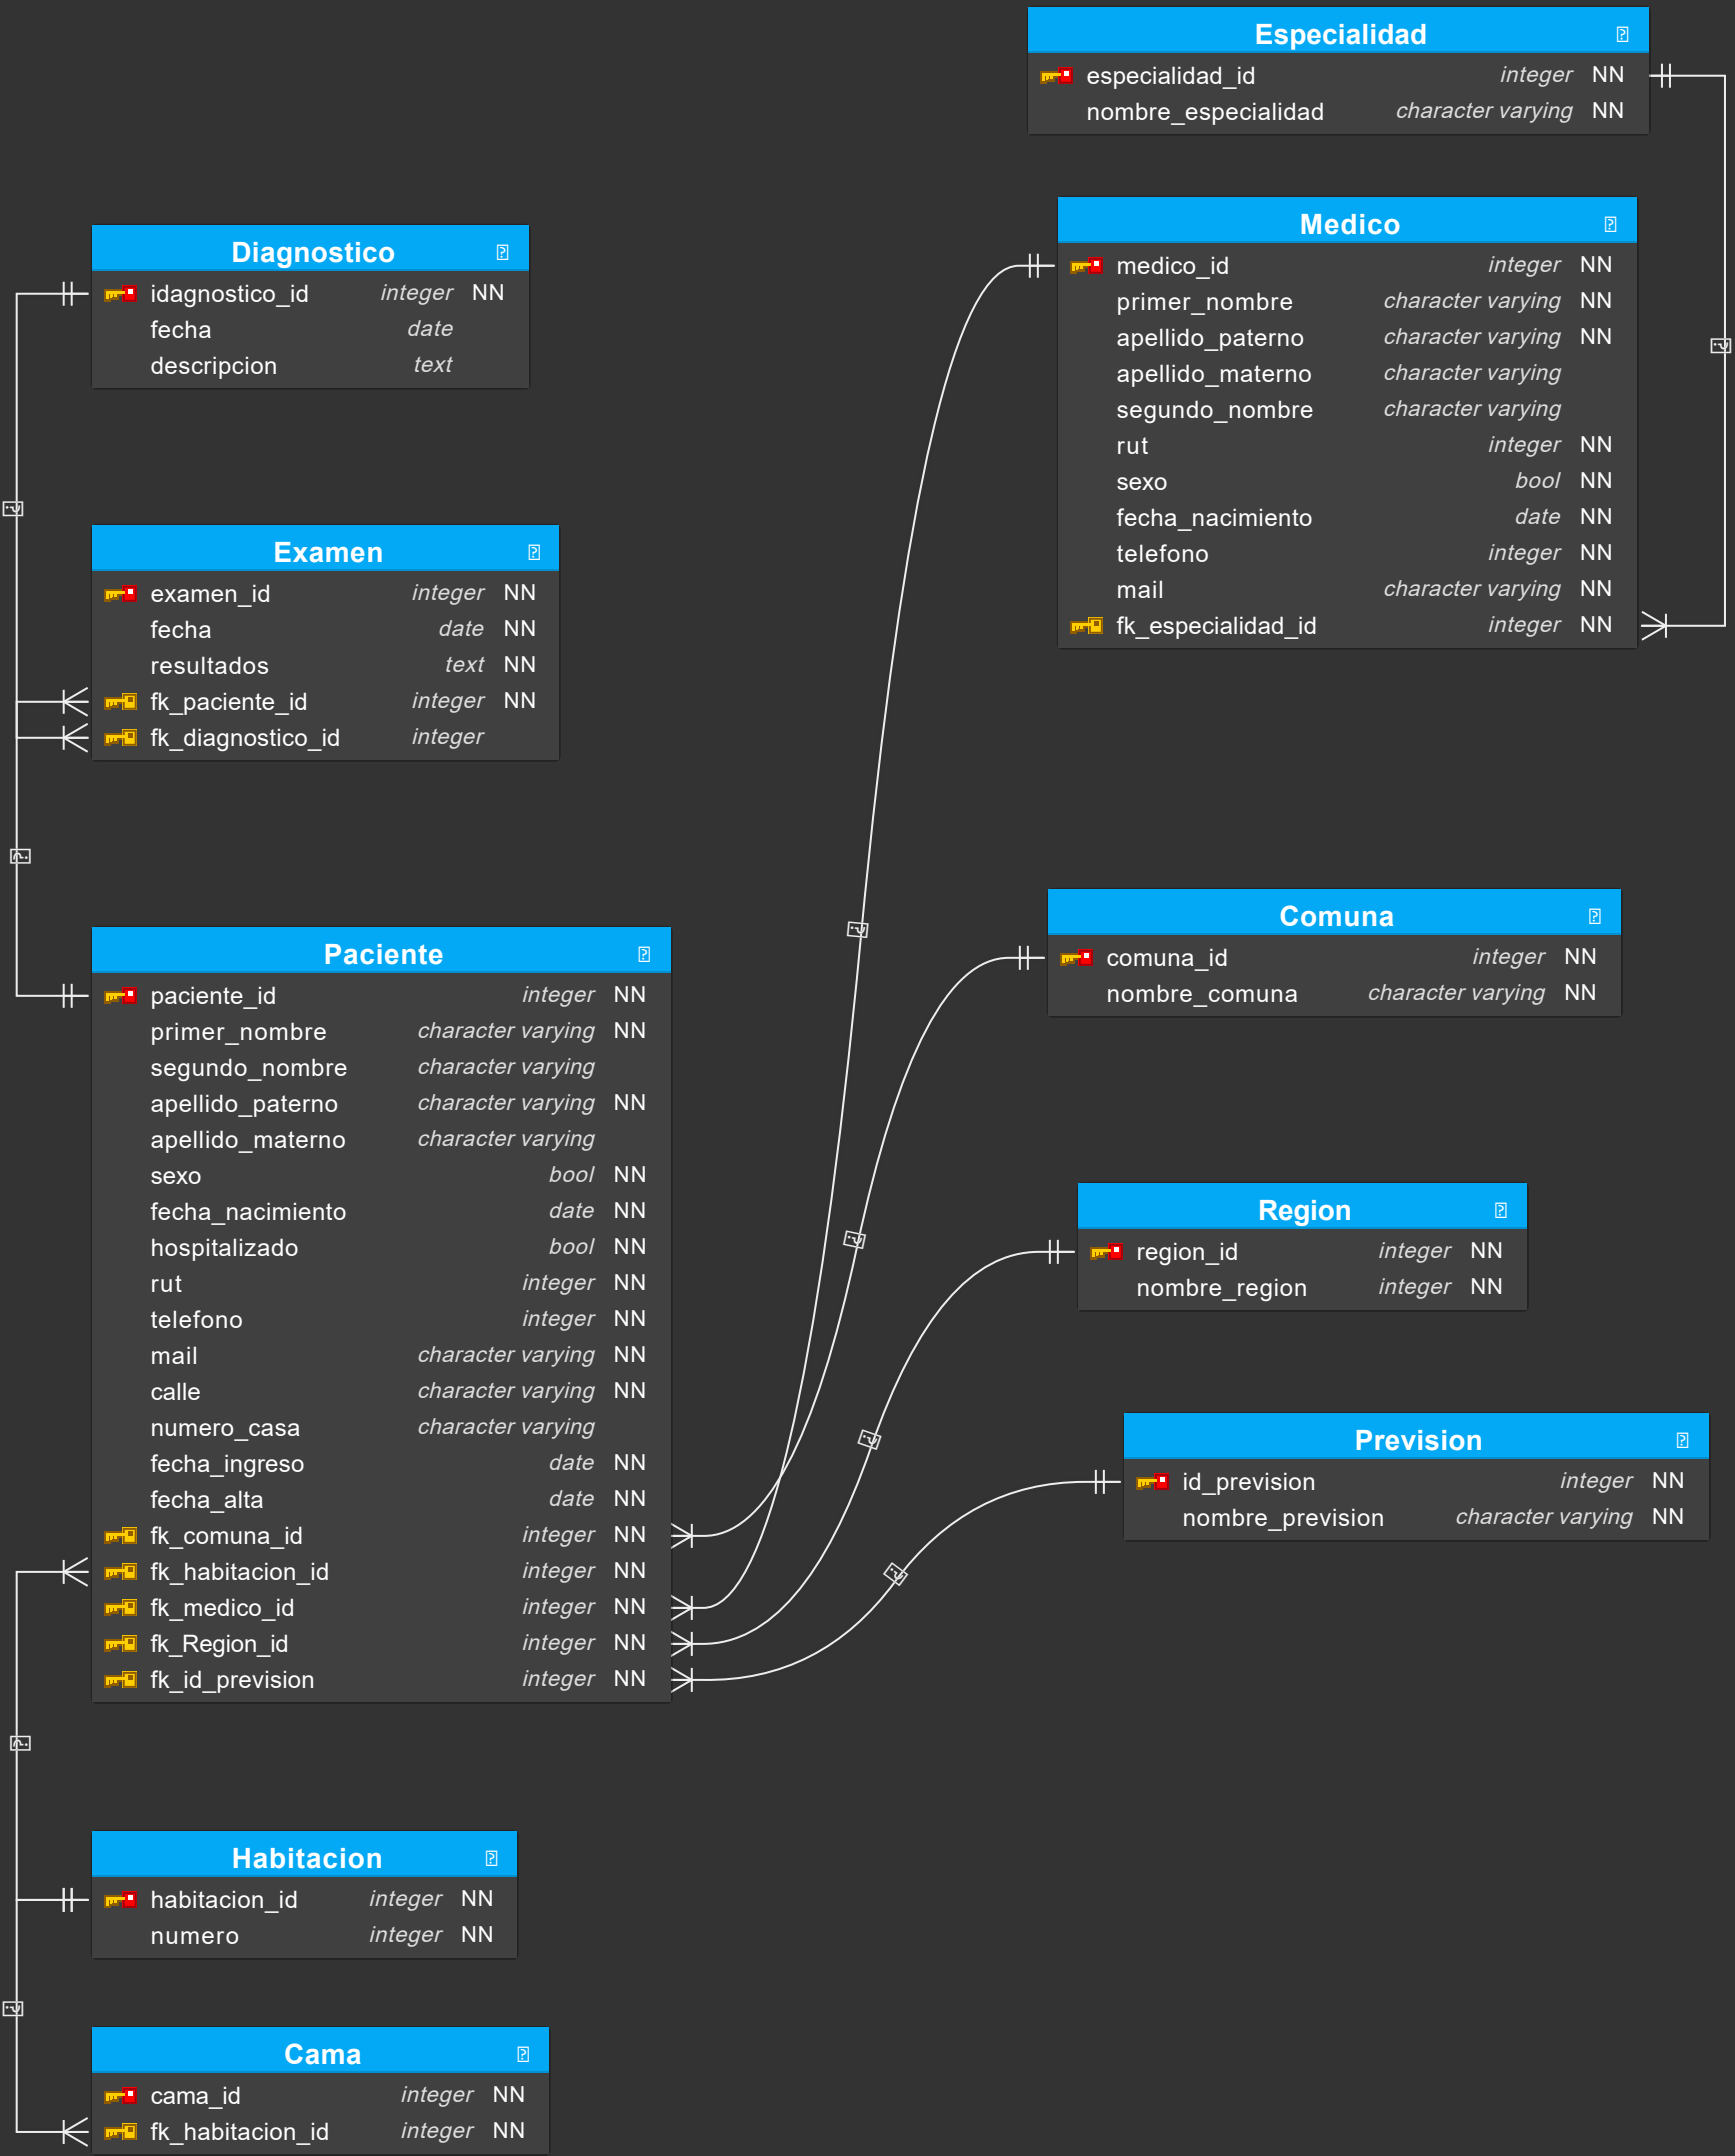 Especialidad
especialidad_id integer NN
nombre_especialidad character varying NN
Diagnostico
idagnostico_id integer NN
fecha date
descripcion text
Medico
medico_id integer NN
primer_nombre character varying NN
apellido_paterno character varying NN
apellido_materno character varying
segundo_nombre character varying
rut integer NN
sexo bool NN
fecha_nacimiento date NN
telefono integer NN
mail character varying NN
fk_especialidad_id integer NN
Examen
examen_id integer NN
fecha date NN
resultados text NN
fk_paciente_id integer NN
fk_diagnostico_id integer
Paciente
paciente_id integer NN
primer_nombre character varying NN
segundo_nombre character varying
apellido_paterno character varying NN
apellido_materno character varying
sexo bool NN
fecha_nacimiento date NN
hospitalizado bool NN
rut integer NN
telefono integer NN
mail character varying NN
calle character varying NN
numero_casa character varying
fecha_ingreso date NN
fecha_alta date NN
fk_comuna_id integer NN
fk_habitacion_id integer NN
fk_medico_id integer NN
fk_Region_id integer NN
fk_id_prevision integer NN
Comuna
comuna_id integer NN
nombre_comuna character varying NN
Region
region_id integer NN
nombre_region integer NN
Prevision
id_prevision integer NN
nombre_prevision character varying NN
Habitacion
habitacion_id integer NN
numero integer NN
Cama
cama_id integer NN
fk_habitacion_id integer NN